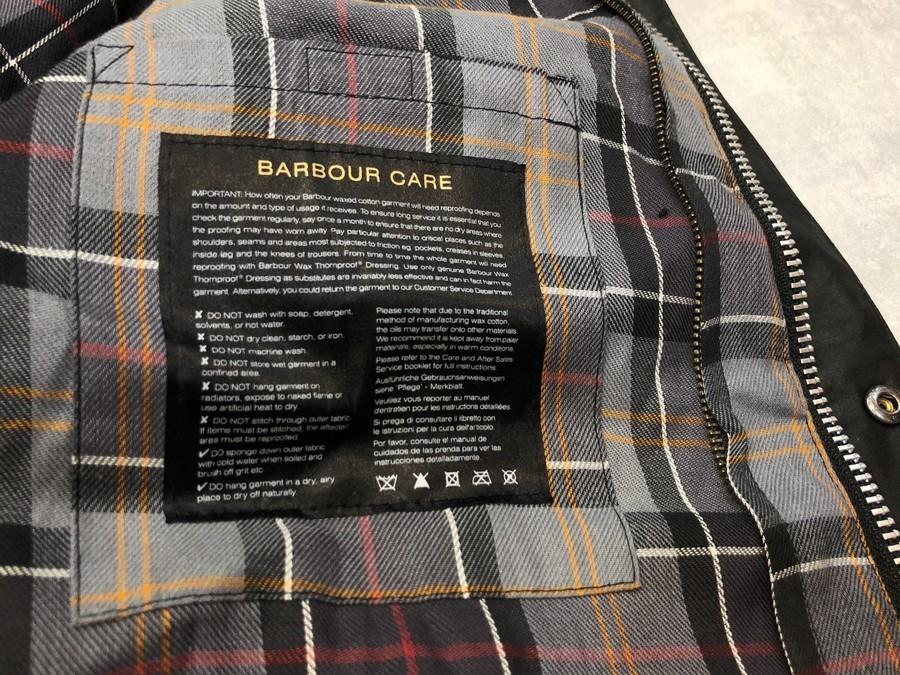 BARBOUR CARE
IMPORTANT: How often your Barbour waxed cotton garment will need reproofing depends
on the amount and type of usage it receives. To ensure long service it is essential that you
check the garment regularly, say once a month to ensure that there are no dry areas where
the proofing may have worn away. Pay particular attention to critical places such as the
shoulders, seams and areas most subjected to friction eg. pockets, creases in sleeves,
inside leg and the knees of trousers. From time to time the whole garment will need
reproofing with Barbour Wax Thornproof® Dressing. Use only genuine Barbour Wax
Thornproof® Dressing as substitutes are invariably less effective and can in fact harm the
garment. Alternatively, you could return the garment to our Customer Service Department.
✘ DO NOT wash with soap, detergent,
solvents, or hot water.
✘ DO NOT dry clean, starch, or iron.
✘ DO NOT machine wash.
✘ DO NOT store wet garment in a
confined area.
✘ DO NOT hang garment on
radiators, expose to naked flame or
use artificial heat to dry.
✘ DO NOT stitch through outer fabric.
If items must be stitched, the affected
area must be reproofed.
✓ DO sponge down outer fabric
with cold water when soiled and
brush off grit etc
✓ DO hang garment in a dry, airy
place to dry off naturally.
Please note that due to the traditional
method of manufacturing wax cotton,
the oils may transfer onto other materials.
We recommend it is kept away from paler
materials, especially in warm conditions.
Please refer to the Care and After Sales
Service booklet for full instructions.
Ausführliche Gebrauchsanweisungen
siehe 'Pflege' - Merkblatt.
Veuillez vous reporter au manuel
d'entretien pour les instructions détaillées.
Si prega di consultare il libretto con
le istruzioni per la cura dell'articolo.
Por favor, consulte el manual de
cuidados de las prenda para ver las
instrucciones detalladamente.